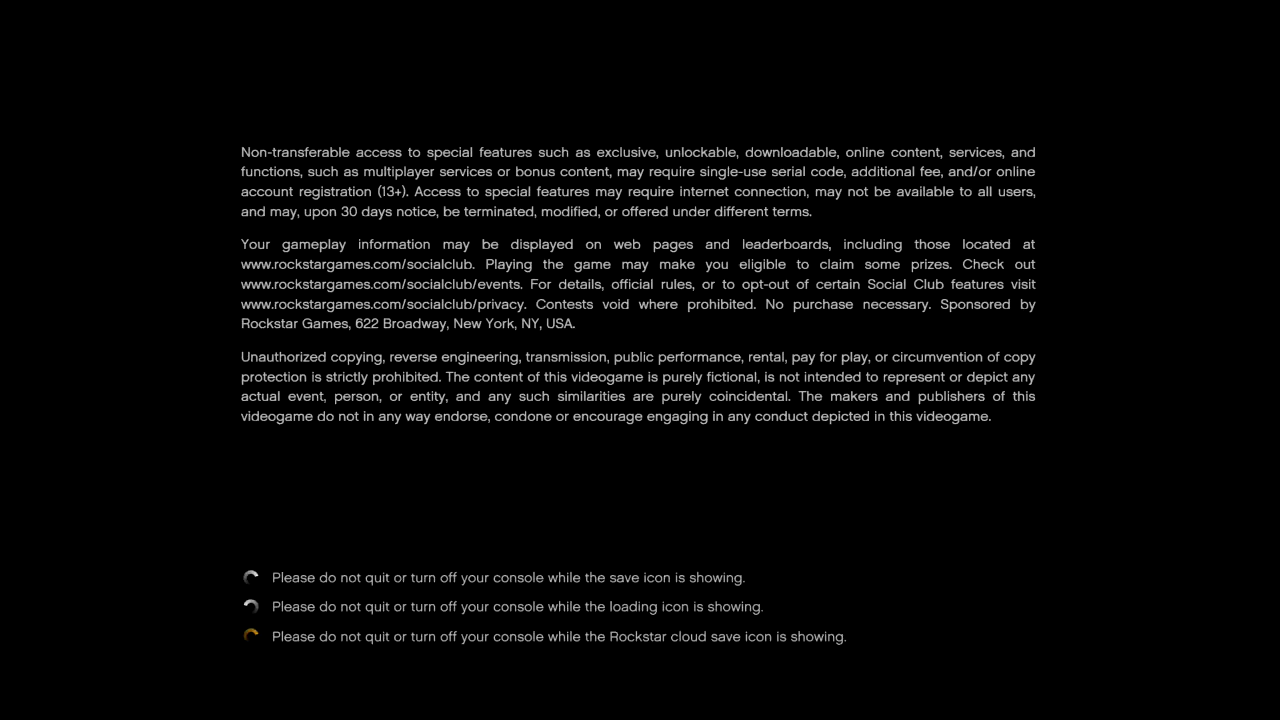 Non-transferable access to special features such as exclusive, unlockable, downloadable, online content, services, and
functions, such as multiplayer services or bonus content, may require single-use serial code, additional fee, and/or online
account registration (13+). Access to special features may require internet connection, may not be available to all users,
and may, upon 30 days notice, be terminated, modified, or offered under different terms.
Your gameplay information may be displayed on web pages and leaderboards, including those located at
www.rockstargames.com/socialclub. Playing the game may make you eligible to claim some prizes. Check out
www.rockstargames.com/socialclub/events. For details, official rules, or to opt-out of certain Social Club features visit
www.rockstargames.com/socialclub/privacy. Contests void where prohibited. No purchase necessary. Sponsored by
Rockstar Games, 622 Broadway, New York, NY, USA.
Unauthorized copying, reverse engineering, transmission, public performance, rental, pay for play, or circumvention of copy
protection is strictly prohibited. The content of this videogame is purely fictional, is not intended to represent or depict any
actual event, person, or entity, and any such similarities are purely coincidental. The makers and publishers of this
videogame do not in any way endorse, condone or encourage engaging in any conduct depicted in this videogame.
Please do not quit or turn off your console while the save icon is showing.
Please do not quit or turn off your console while the loading icon is showing.
Please do not quit or turn off your console while the Rockstar cloud save icon is showing.